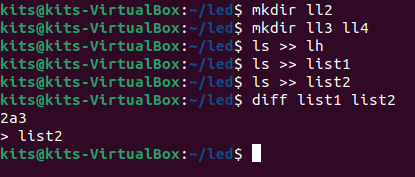 kits@kits-VirtualBox:~/led$ mkdir ll2
kits@kits-VirtualBox:~/led$ mkdir ll3 ll4
kits@kits-VirtualBox:~/led$ ls >> lh
kits@kits-VirtualBox:~/led$ ls >> list1
kits@kits-VirtualBox:~/led$ ls >> list2
kits@kits-VirtualBox:~/led$ diff list1 list2
2a3
> list2
kits@kits-VirtualBox:~/led$